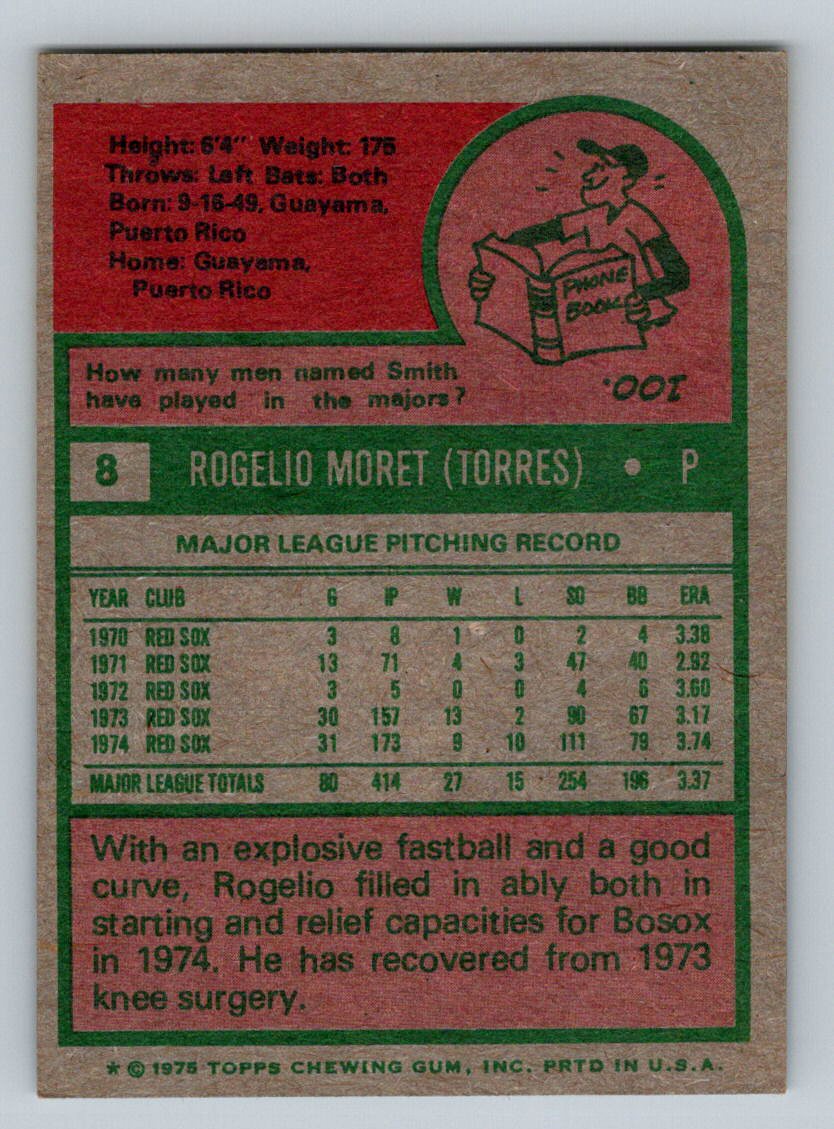 Height: 6'4" Weight: 175
Throws: Left Bats: Both
Born: 9-16-49, Guayama,
Puerto Rico
Home: Guayama,
Puerto Rico
PHONE
BOOK
How many men named Smith
have played in the majors?
100.
8 ROGELIO MORET (TORRES) • P
MAJOR LEAGUE PITCHING RECORD
YEAR CLUB G IP W L SO BB ERA
1970 RED SOX 3 8 1 0 2 4 3.38
1971 RED SOX 13 71 4 3 47 40 2.92
1972 RED SOX 3 5 0 0 4 6 3.60
1973 RED SOX 30 157 13 2 90 67 3.17
1974 RED SOX 31 173 9 10 111 79 3.74
MAJOR LEAGUE TOTALS 80 414 27 15 254 196 3.37
With an explosive fastball and a good
curve, Rogelio filled in ably both in
starting and relief capacities for Bosox
in 1974. He has recovered from 1973
knee surgery.
* © 1975 TOPPS CHEWING GUM, INC. PRTD IN U.S.A.